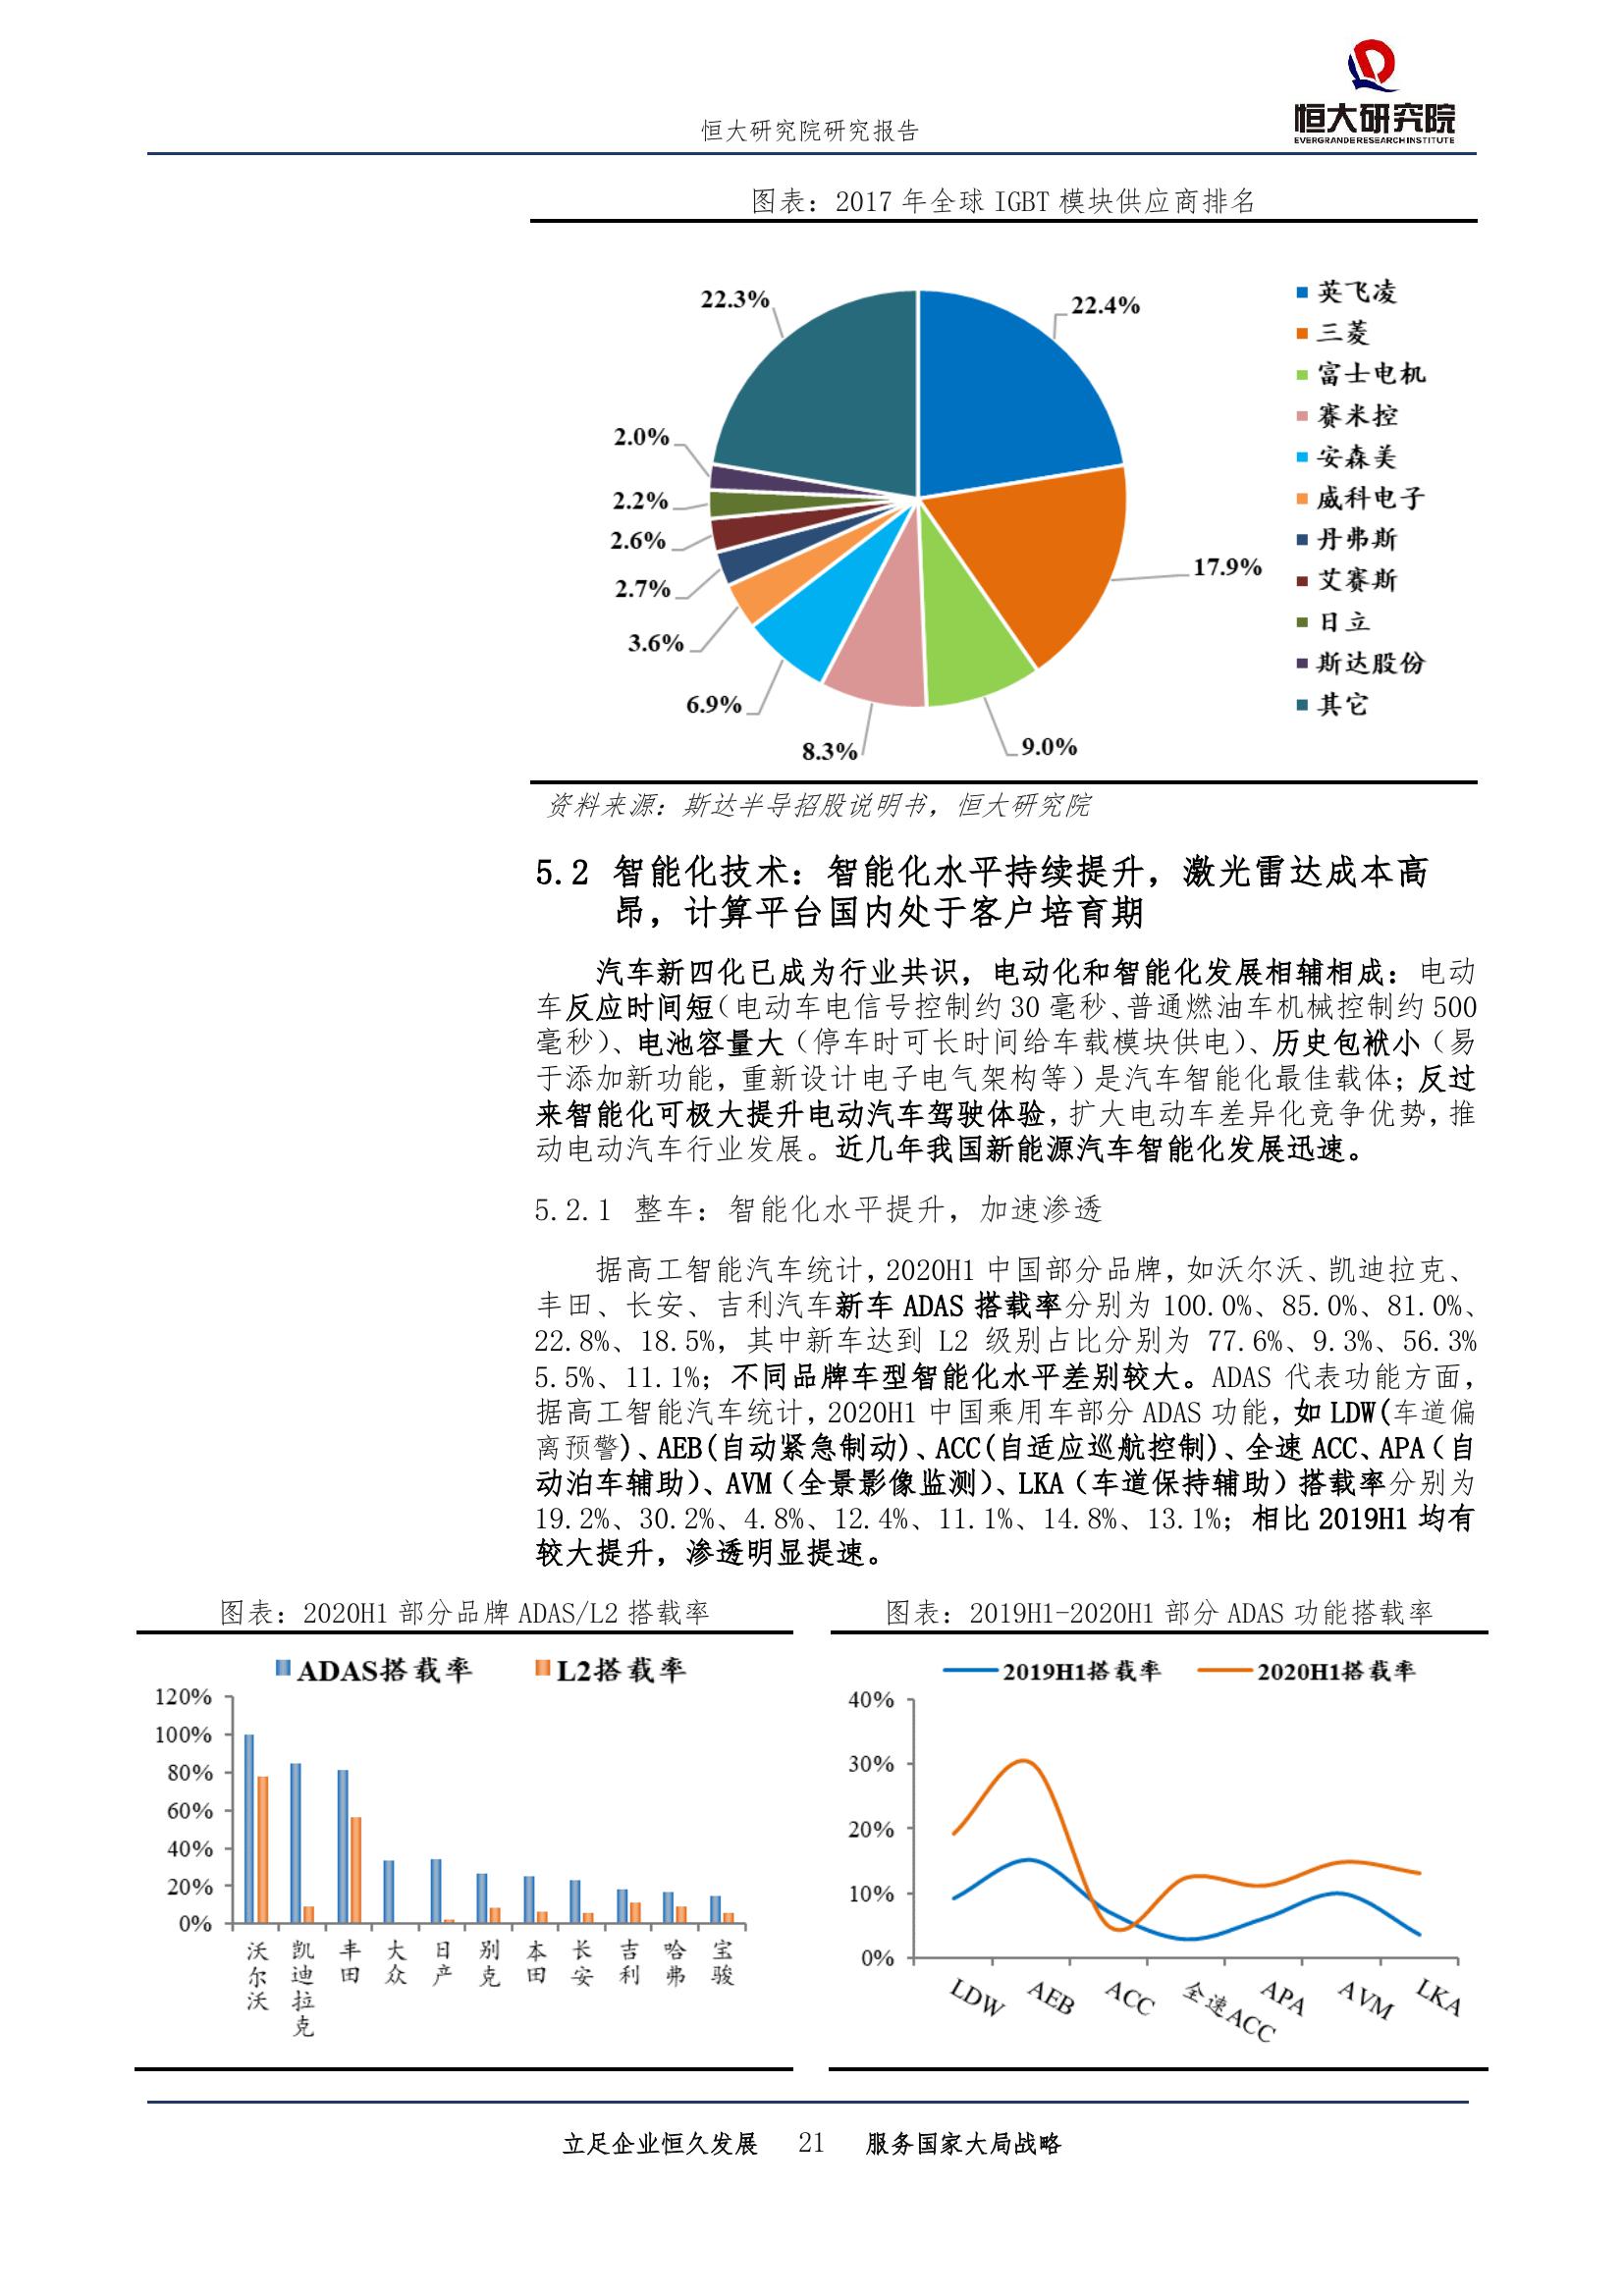 恒大研究院研究报告
恒大研究院
EVERGRANDE RESEARCH INSTITUTE
图表：2017 年全球 IGBT 模块供应商排名
22.4%
17.9%
9.0%
8.3%
6.9%
3.6%
2.7%
2.6%
2.2%
2.0%
22.3%
英飞凌
三菱
富士电机
赛米控
安森美
威科电子
丹弗斯
艾赛斯
日立
斯达股份
其它
资料来源：斯达半导招股说明书，恒大研究院
5.2 智能化技术：智能化水平持续提升，激光雷达成本高
昂，计算平台国内处于客户培育期
汽车新四化已成为行业共识，电动化和智能化发展相辅相成：电动
车反应时间短（电动车电信号控制约 30 毫秒、普通燃油车机械控制约 500
毫秒）、电池容量大（停车时可长时间给车载模块供电）、历史包袱小（易
于添加新功能，重新设计电子电气架构等）是汽车智能化最佳载体；反过
来智能化可极大提升电动汽车驾驶体验，扩大电动车差异化竞争优势，推
动电动汽车行业发展。近几年我国新能源汽车智能化发展迅速。
5.2.1 整车：智能化水平提升，加速渗透
据高工智能汽车统计，2020H1 中国部分品牌，如沃尔沃、凯迪拉克、
丰田、长安、吉利汽车新车 ADAS 搭载率分别为 100.0%、85.0%、81.0%、
22.8%、18.5%，其中新车达到 L2 级别占比分别为 77.6%、9.3%、56.3%
5.5%、11.1%；不同品牌车型智能化水平差别较大。ADAS 代表功能方面，
据高工智能汽车统计，2020H1 中国乘用车部分 ADAS 功能，如 LDW(车道偏
离预警)、AEB(自动紧急制动)、ACC(自适应巡航控制)、全速 ACC、APA（自
动泊车辅助）、AVM（全景影像监测）、LKA（车道保持辅助）搭载率分别为
19.2%、30.2%、4.8%、12.4%、11.1%、14.8%、13.1%；相比 2019H1 均有
较大提升，渗透明显提速。
图表：2020H1 部分品牌 ADAS/L2 搭载率
ADAS搭载率 L2搭载率
120%
100%
80%
60%
40%
20%
0%
沃尔沃
凯迪拉克
丰田
大众
日产
别克
本田
长安
吉利
哈弗
宝骏
图表：2019H1-2020H1 部分 ADAS 功能搭载率
2019H1搭载率 2020H1搭载率
40%
30%
20%
10%
0%
LDW
AEB
ACC
全速ACC
APA
AVM
LKA
立足企业恒久发展 21 服务国家大局战略